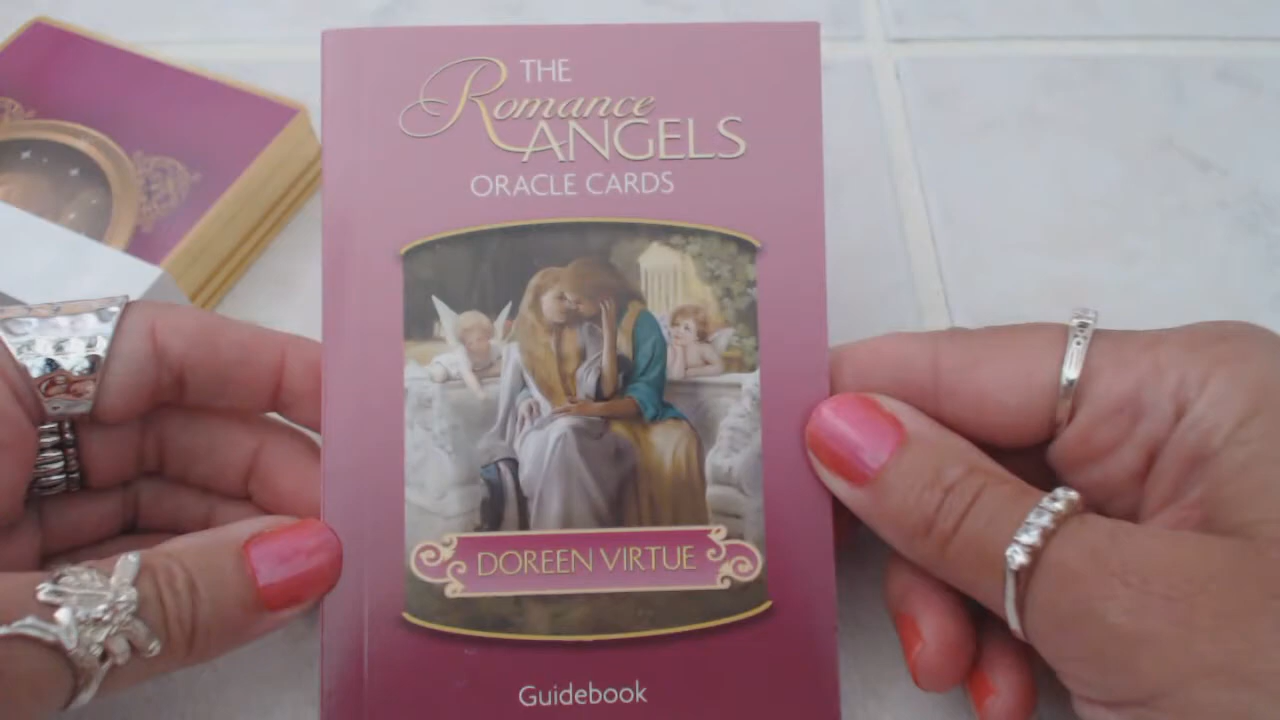 THE
Romance
ANGELS
ORACLE CARDS
DOREEN VIRTUE
Guidebook